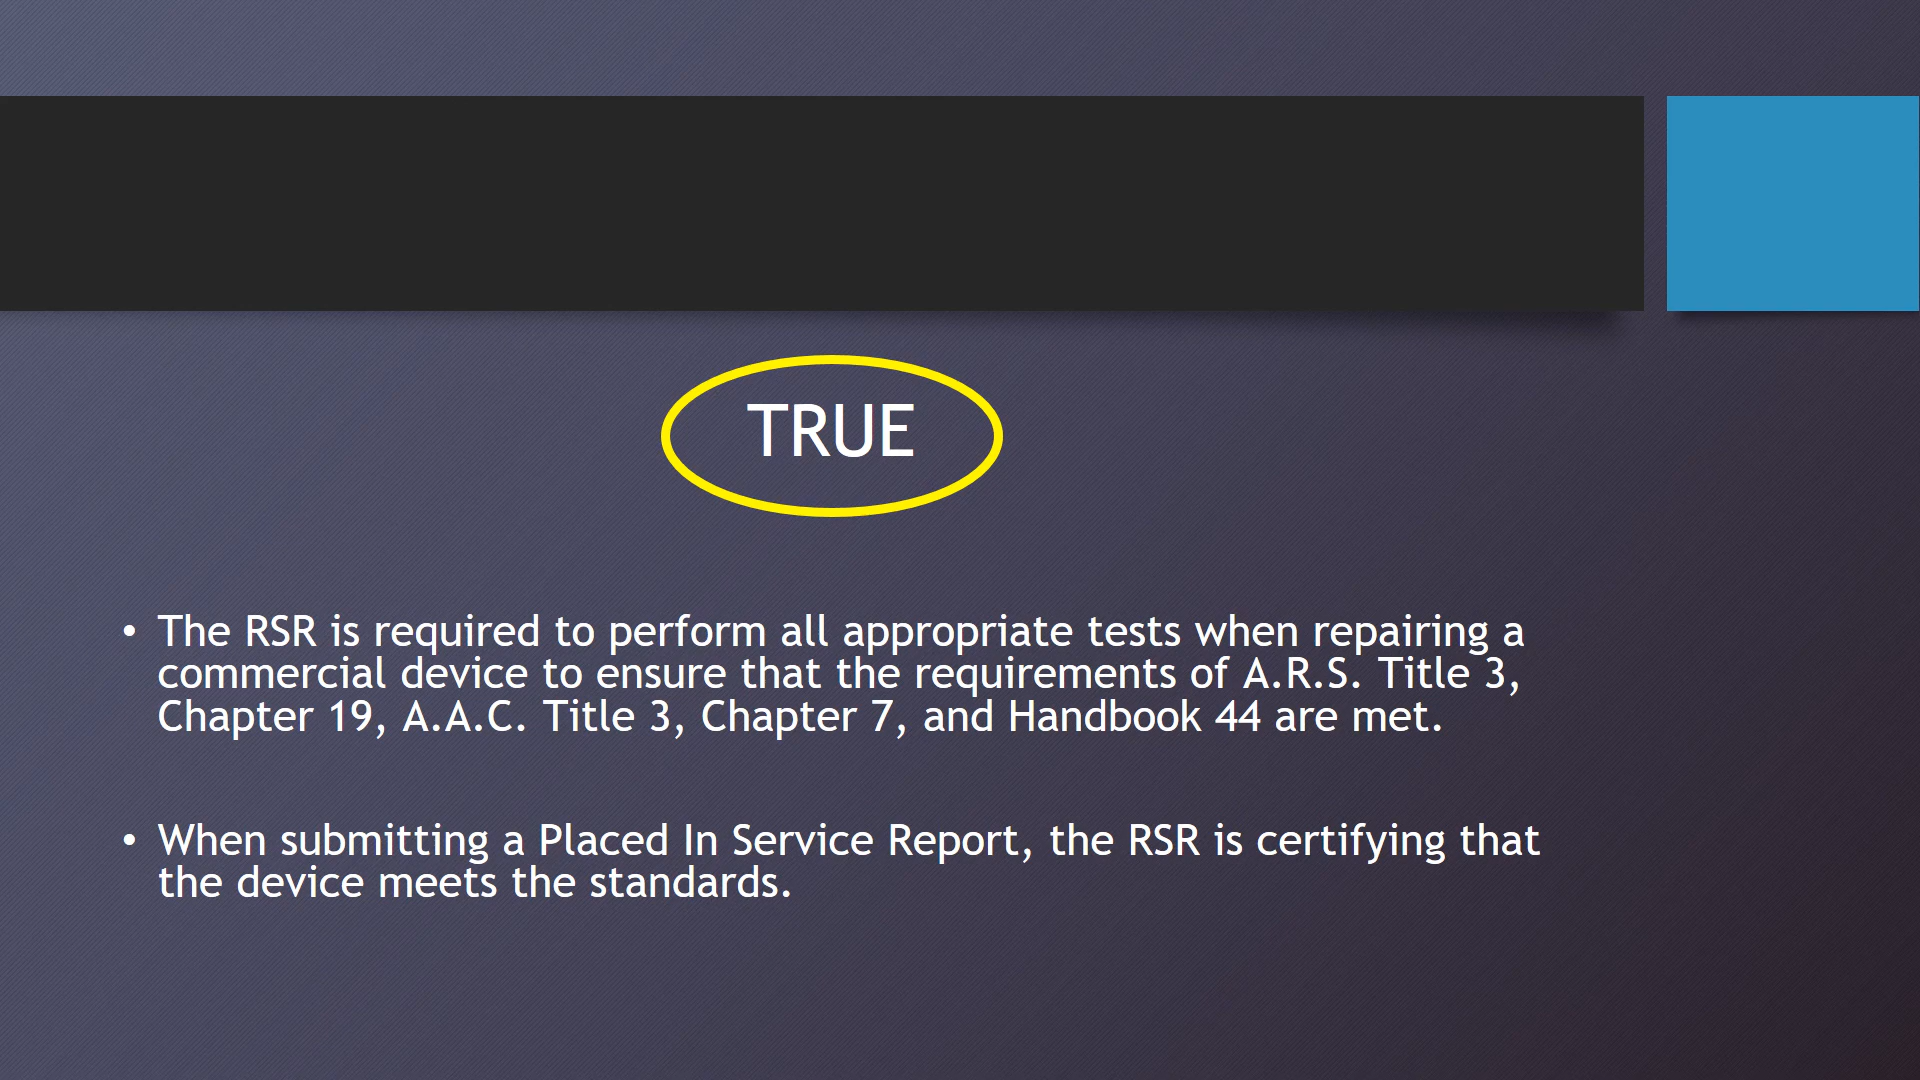 TRUE
• The RSR is required to perform all appropriate tests when repairing a
commercial device to ensure that the requirements of A.R.S. Title 3,
Chapter 19, A.A.C. Title 3, Chapter 7, and Handbook 44 are met.
• When submitting a Placed In Service Report, the RSR is certifying that
the device meets the standards.